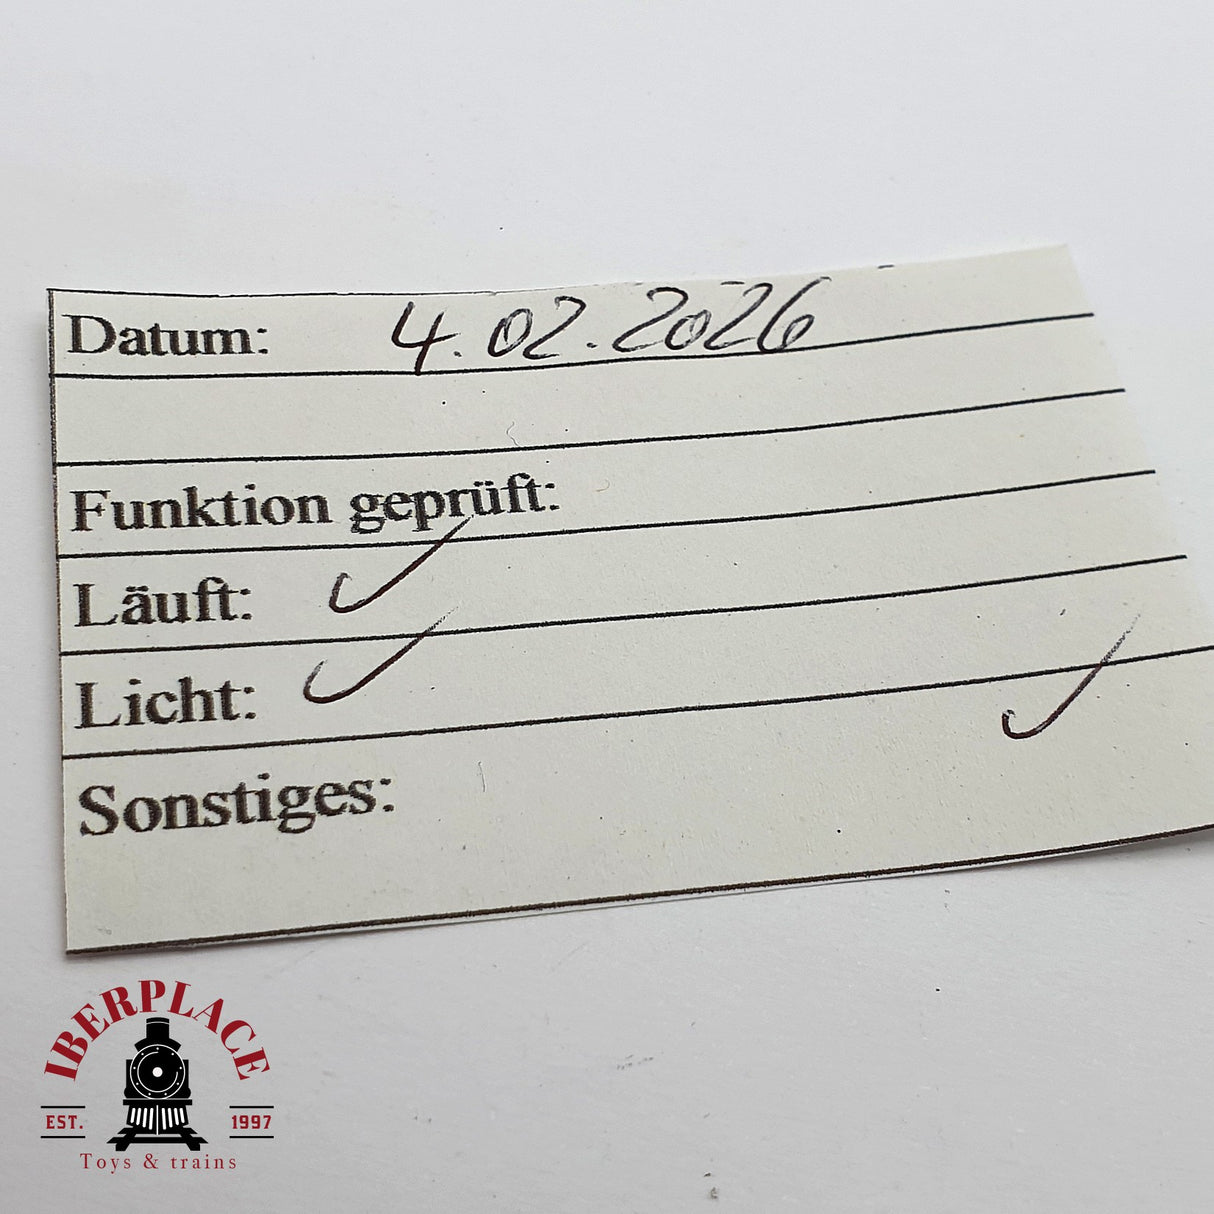 Datum: 4.02.2026
Funktion geprüft:
Läuft: ✓
Licht: ✓
Sonstiges: ✓
IBERPLACE
EST. 1997
Toys & trains